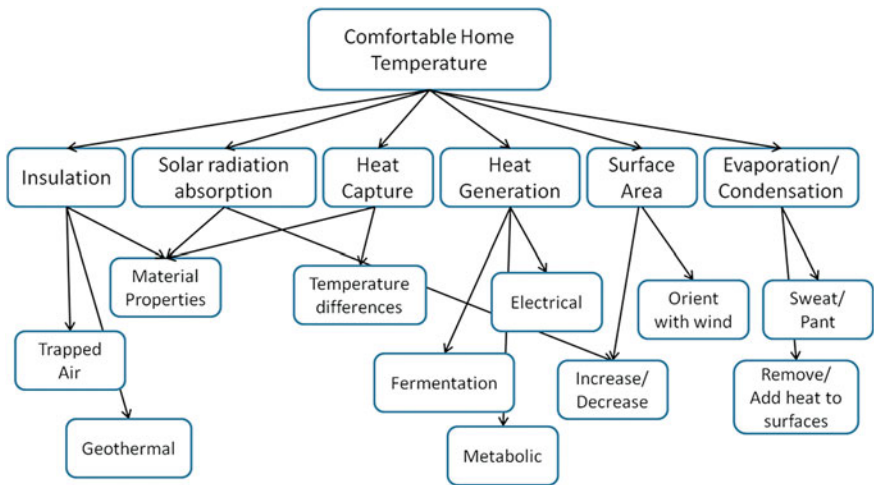 Comfortable Home
Temperature
Insulation
Solar radiation
absorption
Heat
Capture
Heat
Generation
Surface
Area
Evaporation/
Condensation
Material
Properties
Temperature
differences
Electrical
Orient
with wind
Sweat/
Pant
Trapped
Air
Fermentation
Increase/
Decrease
Remove/
Add heat to
surfaces
Geothermal
Metabolic